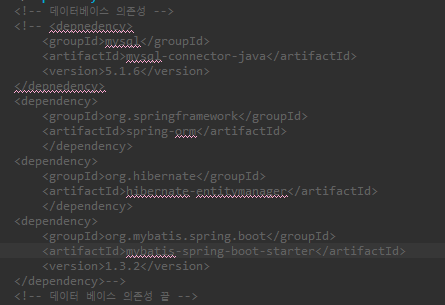 <!-- 데이터베이스 의존성 -->
<!-- <depnedency>
<groupId>mysql</groupId>
<artifactId>mysql-connector-java</artifactId>
<version>5.1.6</version>
</depnedency>
<dependency>
<groupId>org.springframework</groupId>
<artifactId>spring-orm</artifactId>
</dependency>
<dependency>
<groupId>org.hibernate</groupId>
<artifactId>hibernate-entitymanager</artifactId>
</dependency>
<dependency>
<groupId>org.mybatis.spring.boot</groupId>
<artifactId>mybatis-spring-boot-starter</artifactId>
<version>1.3.2</version>
</dependency>-->
<!-- 데이터 베이스 의존성 끝 -->